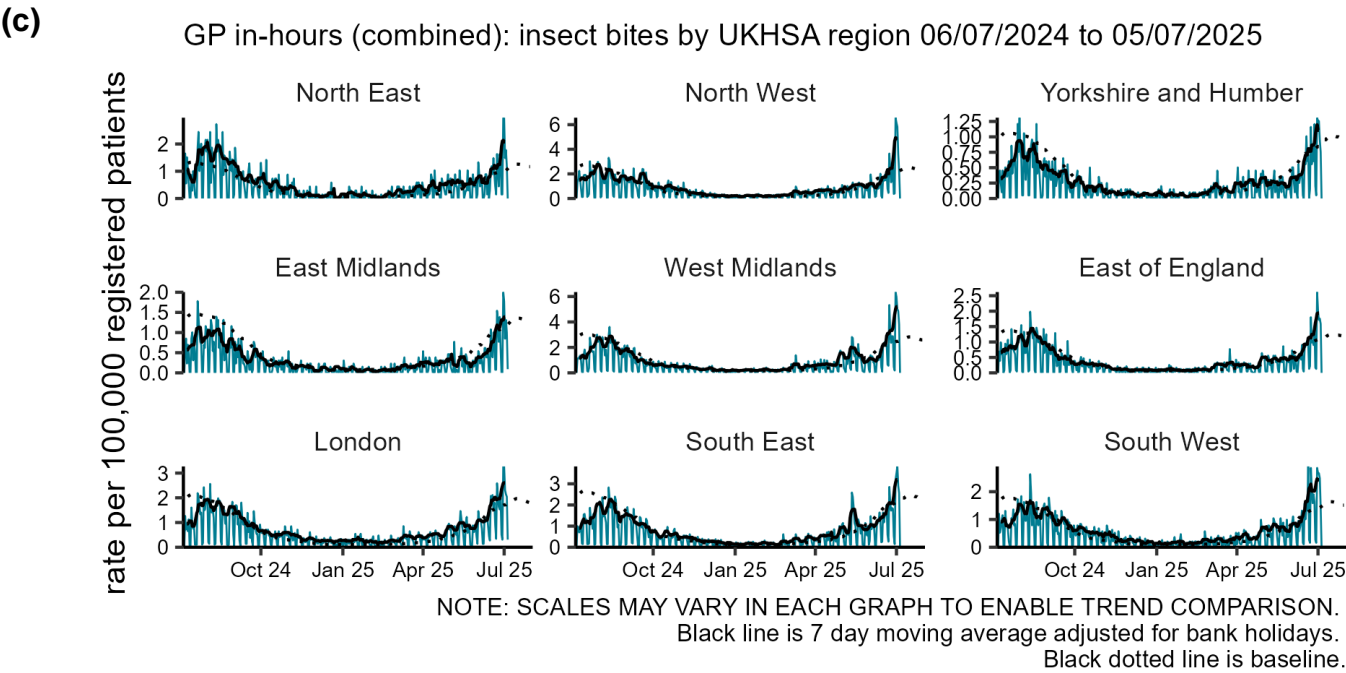 (c)
GP in-hours (combined): insect bites by UKHSA region 06/07/2024 to 05/07/2025
rate per 100,000 registered patients
North East
2
1
0
North West
6
4
2
0
Yorkshire and Humber
1.25
1.00
0.75
0.50
0.25
0.00
East Midlands
2.0
1.5
1.0
0.5
0.0
West Midlands
6
4
2
0
East of England
2.5
2.0
1.5
1.0
0.5
0.0
London
3
2
1
0
Oct 24 Jan 25 Apr 25 Jul 25
South East
3
2
1
0
Oct 24 Jan 25 Apr 25 Jul 25
South West
2
1
0
Oct 24 Jan 25 Apr 25 Jul 25
NOTE: SCALES MAY VARY IN EACH GRAPH TO ENABLE TREND COMPARISON.
Black line is 7 day moving average adjusted for bank holidays.
Black dotted line is baseline.